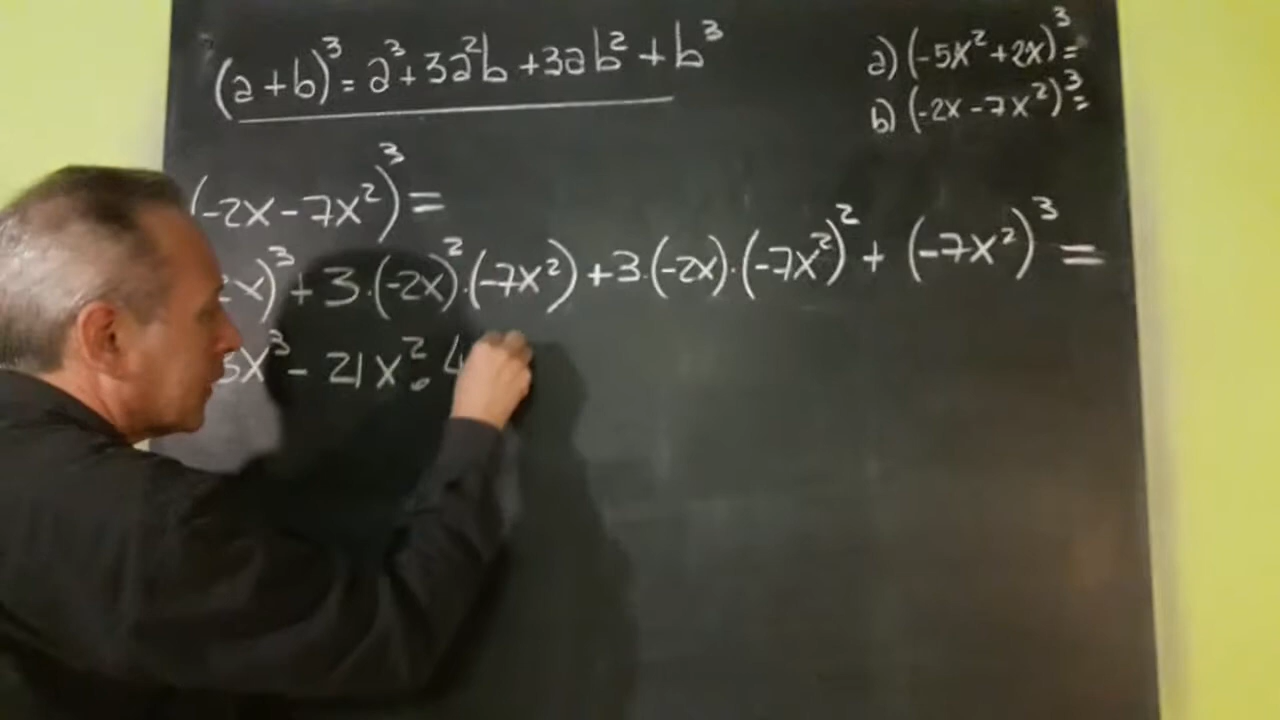 (a+b)³ = a³+3a²b+3ab²+b³
a) (-5x²+2x)³=
b) (-2x-7x²)³=
(-2x-7x²)³=
x)³+3·(-2x)²·(-7x²)+3·(-2x)·(-7x²)²+(-7x²)³=
x³-21x²·4